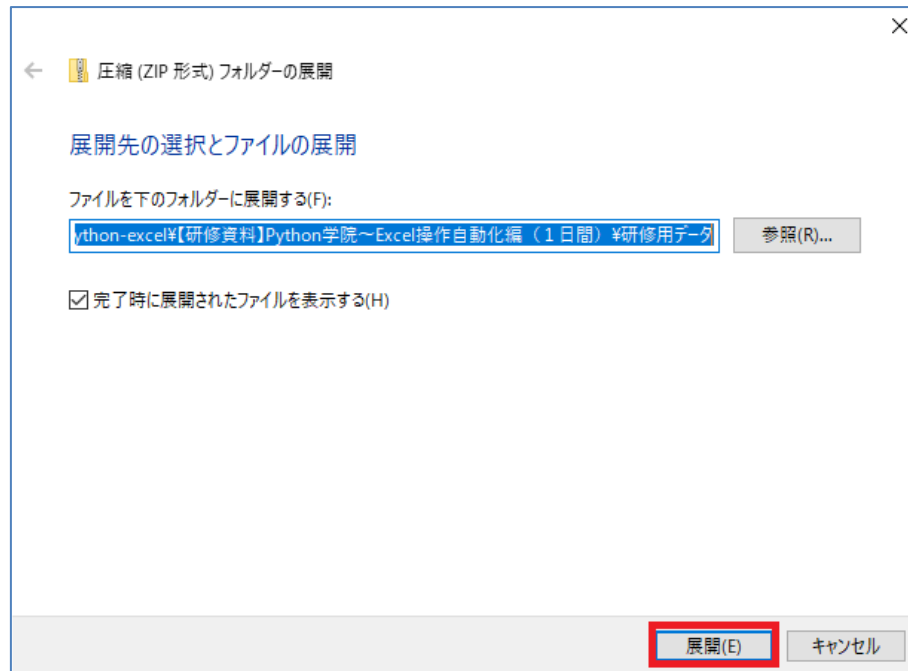 圧縮 (ZIP 形式) フォルダーの展開
展開先の選択とファイルの展開
ファイルを下のフォルダーに展開する(F):
ython-excel¥【研修資料】Python学院～Excel操作自動化編（１日間）¥研修用データ
参照(R)...
完了時に展開されたファイルを表示する(H)
展開(E)
キャンセル